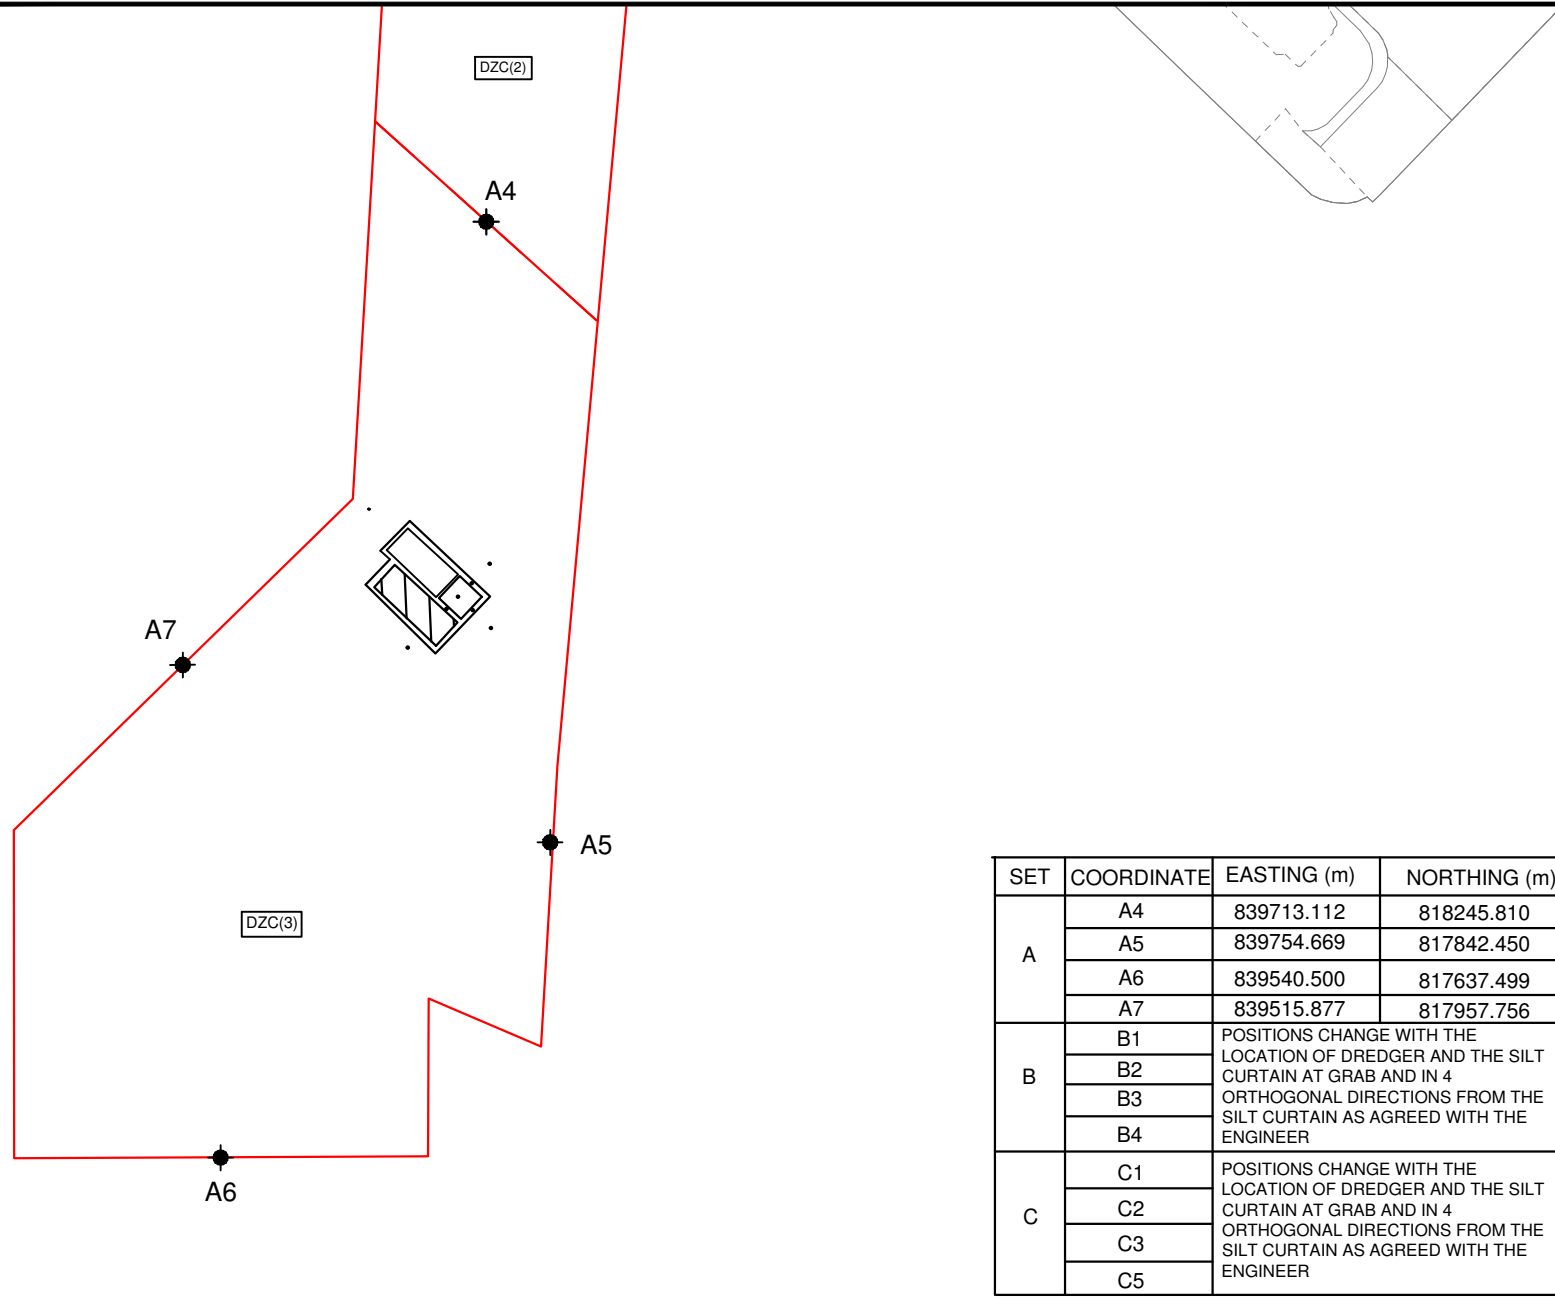 DZC(2)
A4
A7
A5
DZC(3)
A6
SET COORDINATE EASTING (m) NORTHING (m)
A
A4 839713.112 818245.810
A5 839754.669 817842.450
A6 839540.500 817637.499
A7 839515.877 817957.756
B
B1
B2
B3
B4
POSITIONS CHANGE WITH THE
LOCATION OF DREDGER AND THE SILT
CURTAIN AT GRAB AND IN 4
ORTHOGONAL DIRECTIONS FROM THE
SILT CURTAIN AS AGREED WITH THE
ENGINEER
C
C1
C2
C3
C5
POSITIONS CHANGE WITH THE
LOCATION OF DREDGER AND THE SILT
CURTAIN AT GRAB AND IN 4
ORTHOGONAL DIRECTIONS FROM THE
SILT CURTAIN AS AGREED WITH THE
ENGINEER